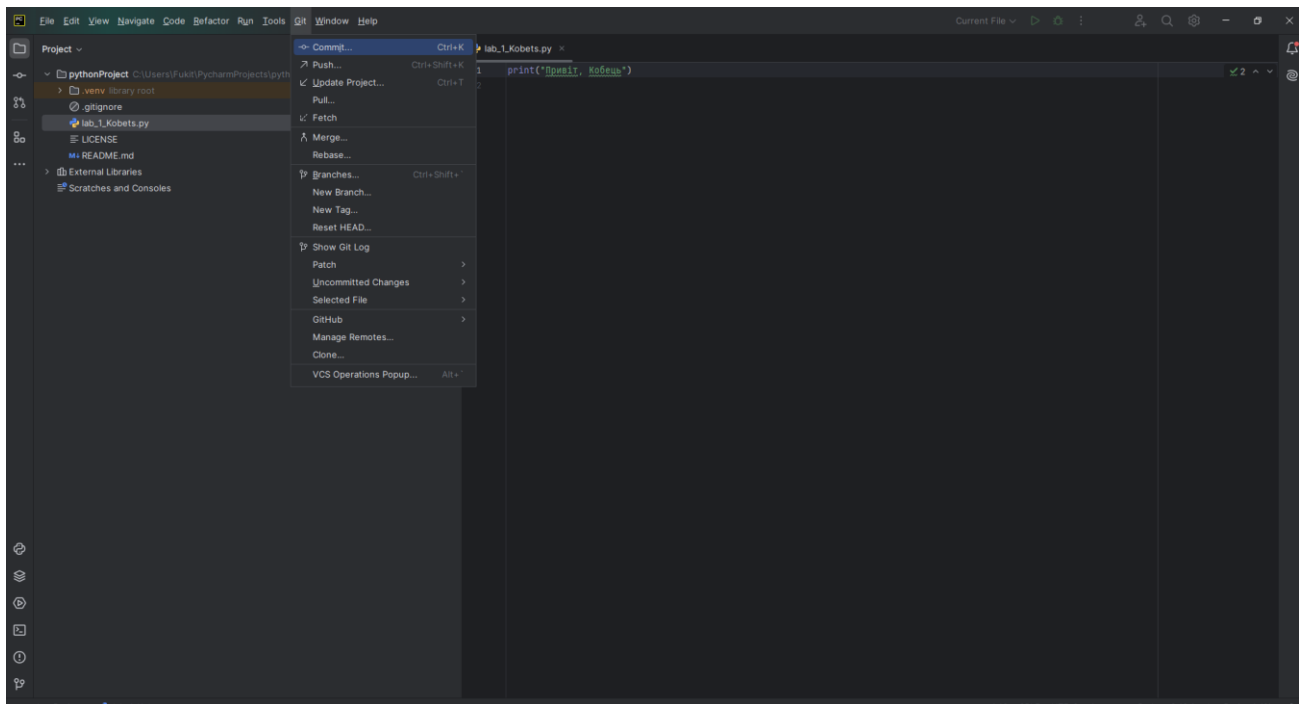 File Edit View Navigate Code Refactor Run Tools Git Window Help
Current File
Project
lab_1_Kobets.py
pythonProject C:\Users\Fukit\PycharmProjects\pyth
.venv library root
.gitignore
lab_1_Kobets.py
LICENSE
README.md
External Libraries
Scratches and Consoles
Commit... Ctrl+K
Push... Ctrl+Shift+K
Update Project... Ctrl+T
Pull...
Fetch
Merge...
Rebase...
Branches... Ctrl+Shift+`
New Branch...
New Tag...
Reset HEAD...
Show Git Log
Patch
Uncommitted Changes
Selected File
GitHub
Manage Remotes...
Clone...
VCS Operations Popup... Alt+`
1 print("Привіт, Кобець")
2
2